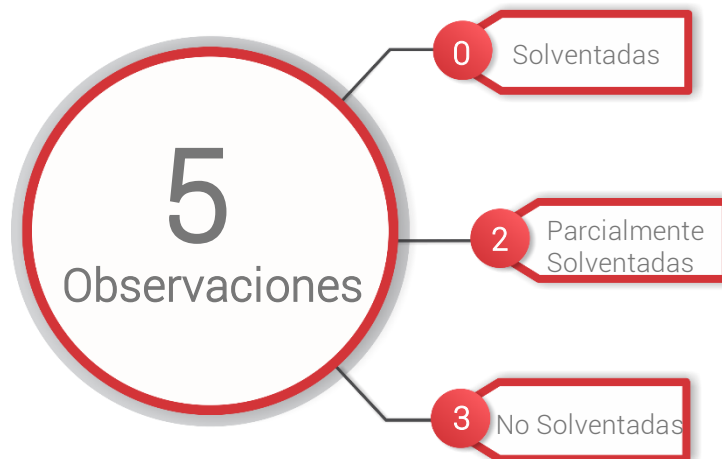 5
Observaciones
0
Solventadas
2
Parcialmente
Solventadas
3
No Solventadas